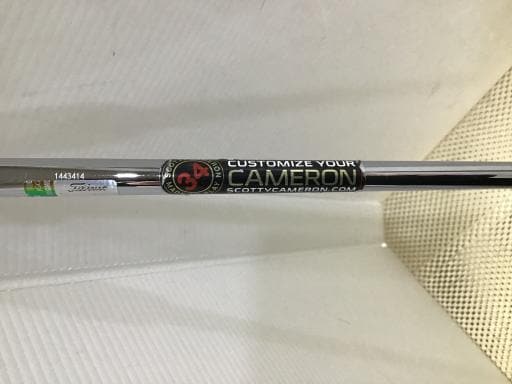 1443414
Titleist
34
CUSTOMIZE YOUR
CAMERON
SCOTTYCAMERON.COM